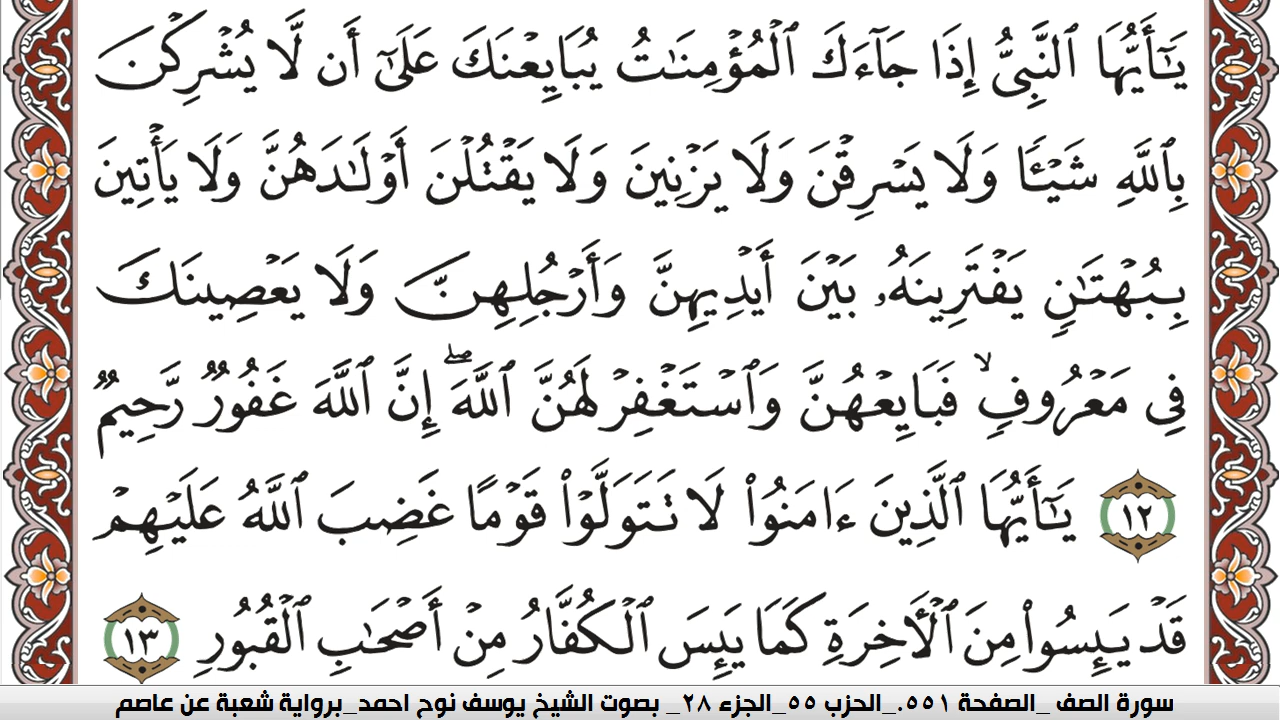 يَـٰٓأَيُّهَا ٱلنَّبِىُّ إِذَا جَآءَكَ ٱلْمُؤْمِنَـٰتُ يُبَايِعْنَكَ عَلَىٰٓ أَن لَّا يُشْرِكْنَ
بِٱللَّهِ شَيْـًٔا وَلَا يَسْرِقْنَ وَلَا يَزْنِينَ وَلَا يَقْتُلْنَ أَوْلَـٰدَهُنَّ وَلَا يَأْتِينَ
بِبُهْتَـٰنٍ يَفْتَرِينَهُۥ بَيْنَ أَيْدِيهِنَّ وَأَرْجُلِهِنَّ وَلَا يَعْصِينَكَ
فِى مَعْرُوفٍ ۙ فَبَايِعْهُنَّ وَٱسْتَغْفِرْ لَهُنَّ ٱللَّهَ ۖ إِنَّ ٱللَّهَ غَفُورٌ رَّحِيمٌ
١٢ يَـٰٓأَيُّهَا ٱلَّذِينَ ءَامَنُوا۟ لَا تَتَوَلَّوْا۟ قَوْمًا غَضِبَ ٱللَّهُ عَلَيْهِمْ
قَدْ يَئِسُوا۟ مِنَ ٱلْـَٔاخِرَةِ كَمَا يَئِسَ ٱلْكُفَّارُ مِنْ أَصْحَـٰبِ ٱلْقُبُورِ ١٣
سورة الصف _الصفحة ٥٥١._الحزب ٥٥_الجزء ٢٨_ بصوت الشيخ يوسف نوح احمد_برواية شعبة عن عاصم